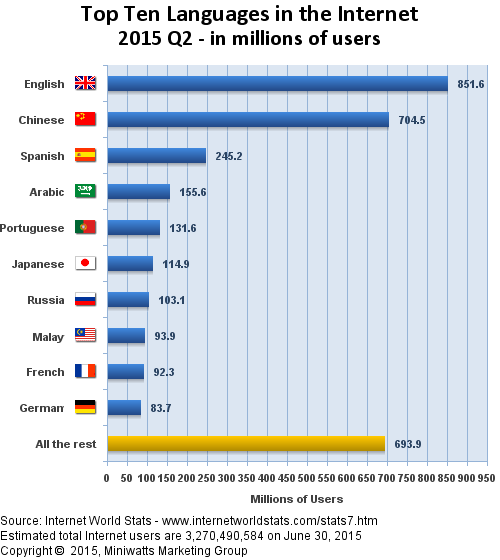 Top Ten Languages in the Internet
2015 Q2 - in millions of users
English 851.6
Chinese 704.5
Spanish 245.2
Arabic 155.6
Portuguese 131.6
Japanese 114.9
Russia 103.1
Malay 93.9
French 92.3
German 83.7
All the rest 693.9
0 50 100 150 200 250 300 350 400 450 500 550 600 650 700 750 800 850 900 950
Millions of Users
Source: Internet World Stats - www.internetworldstats.com/stats7.htm
Estimated total Internet users are 3,270,490,584 on June 30, 2015
Copyright © 2015, Miniwatts Marketing Group